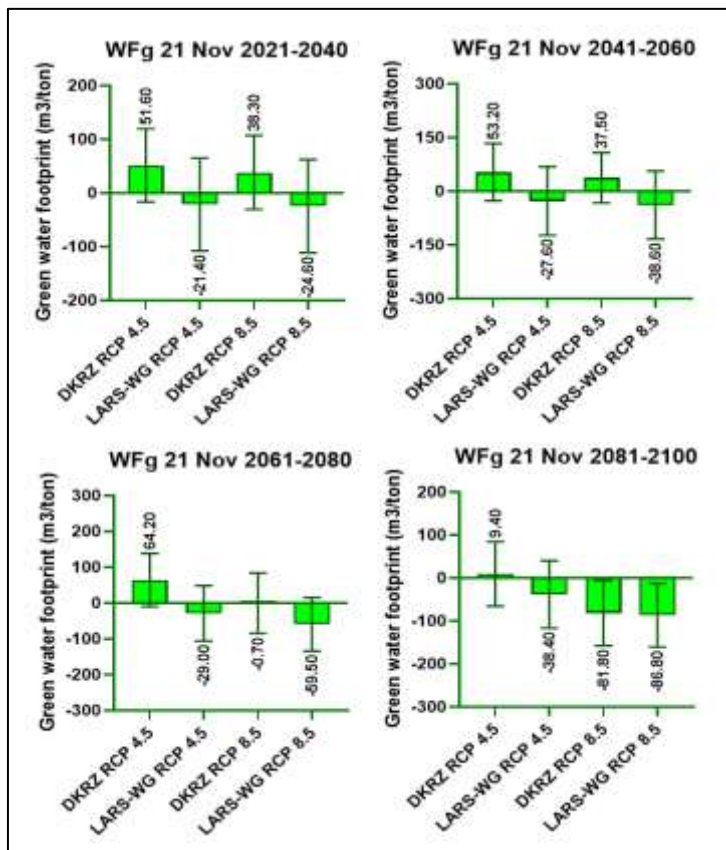 WFg 21 Nov 2021-2040
Green water footprint (m3/ton)
200
100
0
-100
-200
51.60
-21.40
38.30
-24.60
DKRZ RCP 4.5
LARS-WG RCP 4.5
DKRZ RCP 8.5
LARS-WG RCP 8.5
WFg 21 Nov 2041-2060
Green water footprint (m3/ton)
300
150
0
-150
-300
53.20
-27.60
37.50
-38.60
DKRZ RCP 4.5
LARS-WG RCP 4.5
DKRZ RCP 8.5
LARS-WG RCP 8.5
WFg 21 Nov 2061-2080
Green water footprint (m3/ton)
300
200
100
0
-100
-200
-300
64.20
-29.00
-0.70
-59.50
DKRZ RCP 4.5
LARS-WG RCP 4.5
DKRZ RCP 8.5
LARS-WG RCP 8.5
WFg 21 Nov 2081-2100
Green water footprint (m3/ton)
200
100
0
-100
-200
-300
9.40
-38.40
-81.80
-86.80
DKRZ RCP 4.5
LARS-WG RCP 4.5
DKRZ RCP 8.5
LARS-WG RCP 8.5